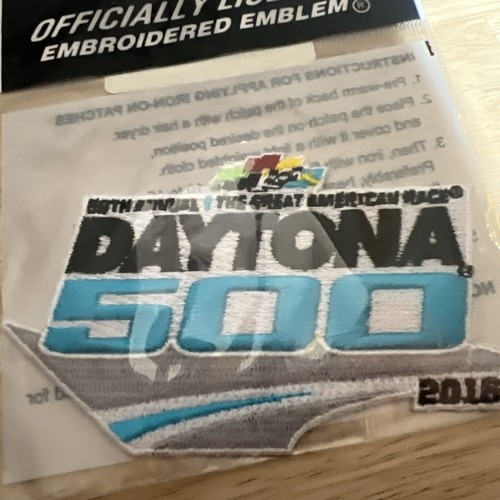 OFFICIALLY
EMBROIDERED EMBLEM®
INSTRUCTIONS FOR APPLYING IRON-ON PATCHES
1. Pre-warm back of the patch with a hair dryer.
2. Place the patch on the desired position,
and cover it with a cloth.
3. Then, iron with
Preferably
ANNUAL THE GREAT AMERICAN RACE®
DAYTONA
500
2016